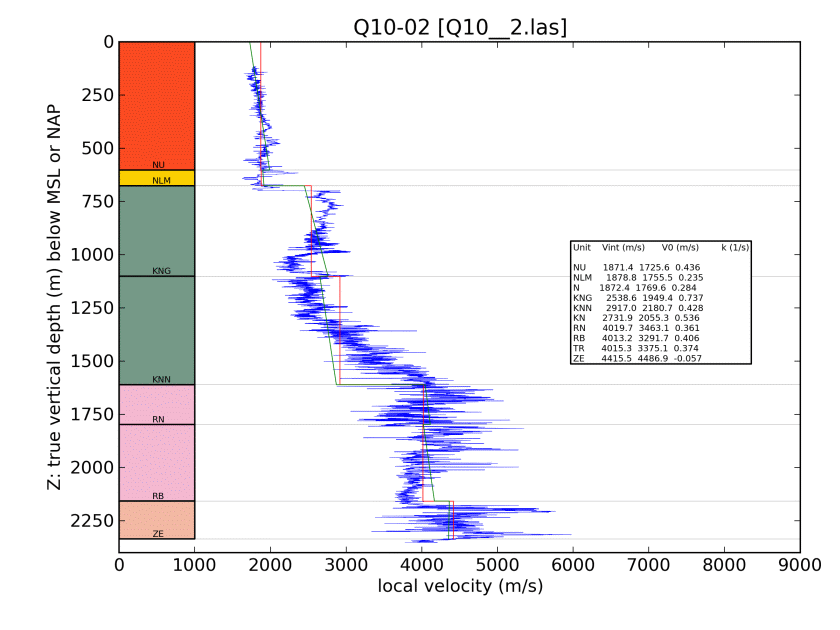 Q10-02 [Q10__2.las]
Z: true vertical depth (m) below MSL or NAP
0
250
500
750
1000
1250
1500
1750
2000
2250
NU
NLM
KNG
KNN
RN
RB
ZE
Unit Vint (m/s) V0 (m/s) k (1/s)
NU 1871.4 1725.6 0.436
NLM 1878.8 1755.5 0.235
N 1872.4 1769.6 0.284
KNG 2538.6 1949.4 0.737
KNN 2917.0 2180.7 0.428
KN 2731.9 2055.3 0.536
RN 4019.7 3463.1 0.361
RB 4013.2 3291.7 0.406
TR 4015.3 3375.1 0.374
ZE 4415.5 4486.9 -0.057
0 1000 2000 3000 4000 5000 6000 7000 8000 9000
local velocity (m/s)